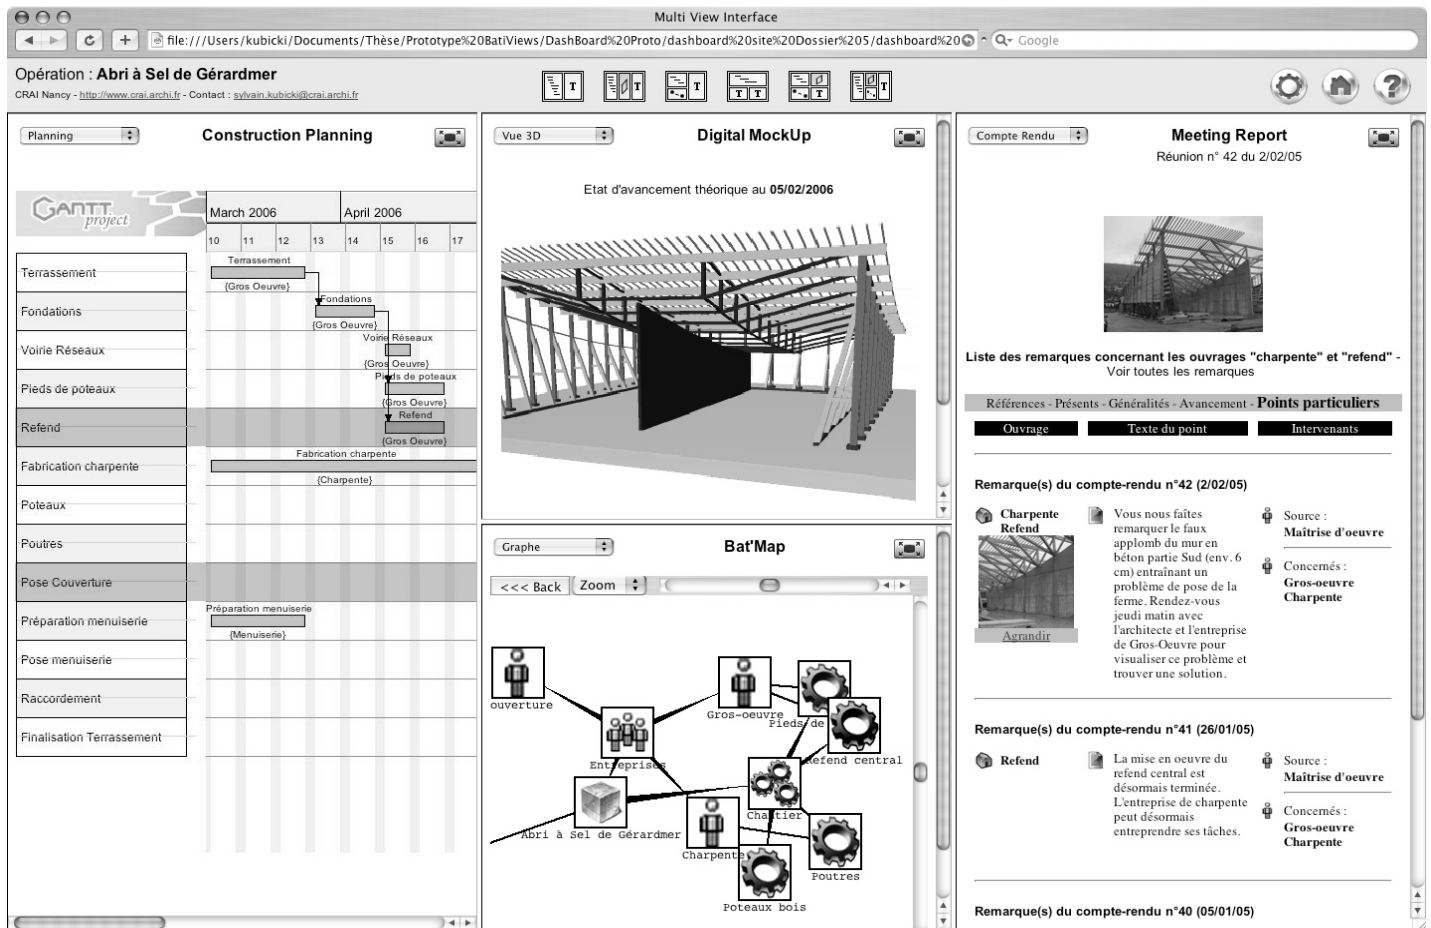 Multi View Interface
file:///Users/kubicki/Documents/Thèse/Prototype%20BatiViews/DashBoard%20Proto/dashboard%20site%20Dossier%205/dashboard%20
Google
Opération : Abri à Sel de Gérardmer
CRAI Nancy - http://www.crai.archi.fr - Contact : sylvain.kubicki@crai.archi.fr
T T T T T T T
Planning
Construction Planning
GANTT
project
March 2006
April 2006
10 11 12 13 14 15 16 17
Terrassement
Fondations
Voirie Réseaux
Pieds de poteaux
Refend
Fabrication charpente
Poteaux
Poutres
Pose Couverture
Préparation menuiserie
Pose menuiserie
Raccordement
Finalisation Terrassement
Terrassement
{Gros Oeuvre}
Fondations
{Gros Oeuvre}
Voirie Réseaux
{Gros Oeuvre}
Pieds de poteaux
{Gros Oeuvre}
Refend
{Gros Oeuvre}
Fabrication charpente
{Charpente}
Préparation menuiserie
{Menuiserie}
Vue 3D
Digital MockUp
Etat d'avancement théorique au 05/02/2006
Graphe
Bat'Map
<<< Back
Zoom
ouverture
Gros-oeuvre
Pieds de
Refend central
Entreprises
Chantier
Abri à Sel de Gérardmer
Charpente
Poutres
Poteaux bois
Compte Rendu
Meeting Report
Réunion n° 42 du 2/02/05
Liste des remarques concernant les ouvrages "charpente" et "refend" -
Voir toutes les remarques
Références - Présents - Généralités - Avancement - Points particuliers
Ouvrage
Texte du point
Intervenants
Remarque(s) du compte-rendu n°42 (2/02/05)
Charpente
Refend
Agrandir
Vous nous faîtes
remarquer le faux
applomb du mur en
béton partie Sud (env. 6
cm) entraînant un
problème de pose de la
ferme. Rendez-vous
jeudi matin avec
l'architecte et l'entreprise
de Gros-Oeuvre pour
visualiser ce problème et
trouver une solution.
Source :
Maîtrise d'oeuvre
Concernés :
Gros-oeuvre
Charpente
Remarque(s) du compte-rendu n°41 (26/01/05)
Refend
La mise en oeuvre du
refend central est
désormais terminée.
L'entreprise de charpente
peut désormais
entreprendre ses tâches.
Source :
Maîtrise d'oeuvre
Concernés :
Gros-oeuvre
Charpente
Remarque(s) du compte-rendu n°40 (05/01/05)